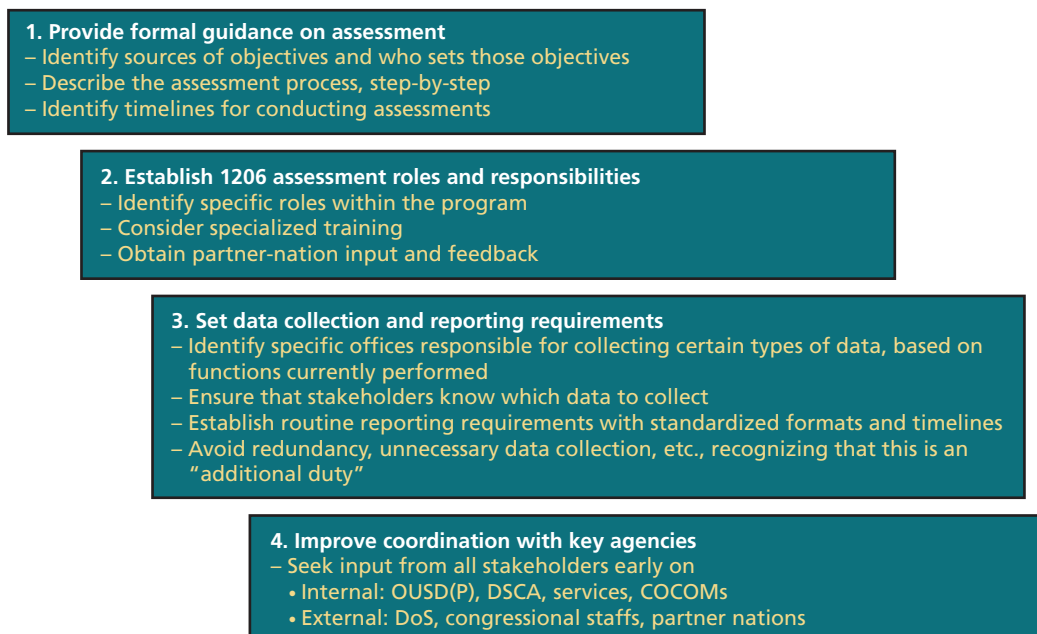 1. Provide formal guidance on assessment
– Identify sources of objectives and who sets those objectives
– Describe the assessment process, step-by-step
– Identify timelines for conducting assessments
2. Establish 1206 assessment roles and responsibilities
– Identify specific roles within the program
– Consider specialized training
– Obtain partner-nation input and feedback
3. Set data collection and reporting requirements
– Identify specific offices responsible for collecting certain types of data, based on
functions currently performed
– Ensure that stakeholders know which data to collect
– Establish routine reporting requirements with standardized formats and timelines
– Avoid redundancy, unnecessary data collection, etc., recognizing that this is an
“additional duty”
4. Improve coordination with key agencies
– Seek input from all stakeholders early on
• Internal: OUSD(P), DSCA, services, COCOMs
• External: DoS, congressional staffs, partner nations